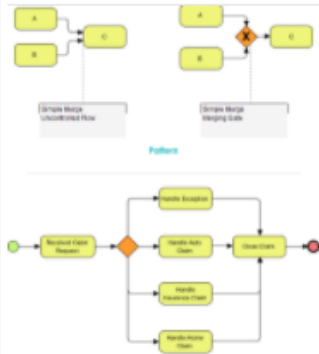 A
A
C
C
B
B
Simple Merge
Uncontrolled Flow
Simple Merge
Merging Gate
Pattern
Handle Exception
Received Claim
Request
Handle Auto
Claim
Close Claim
Handle
Insurance Claim
Handle Home
Claim